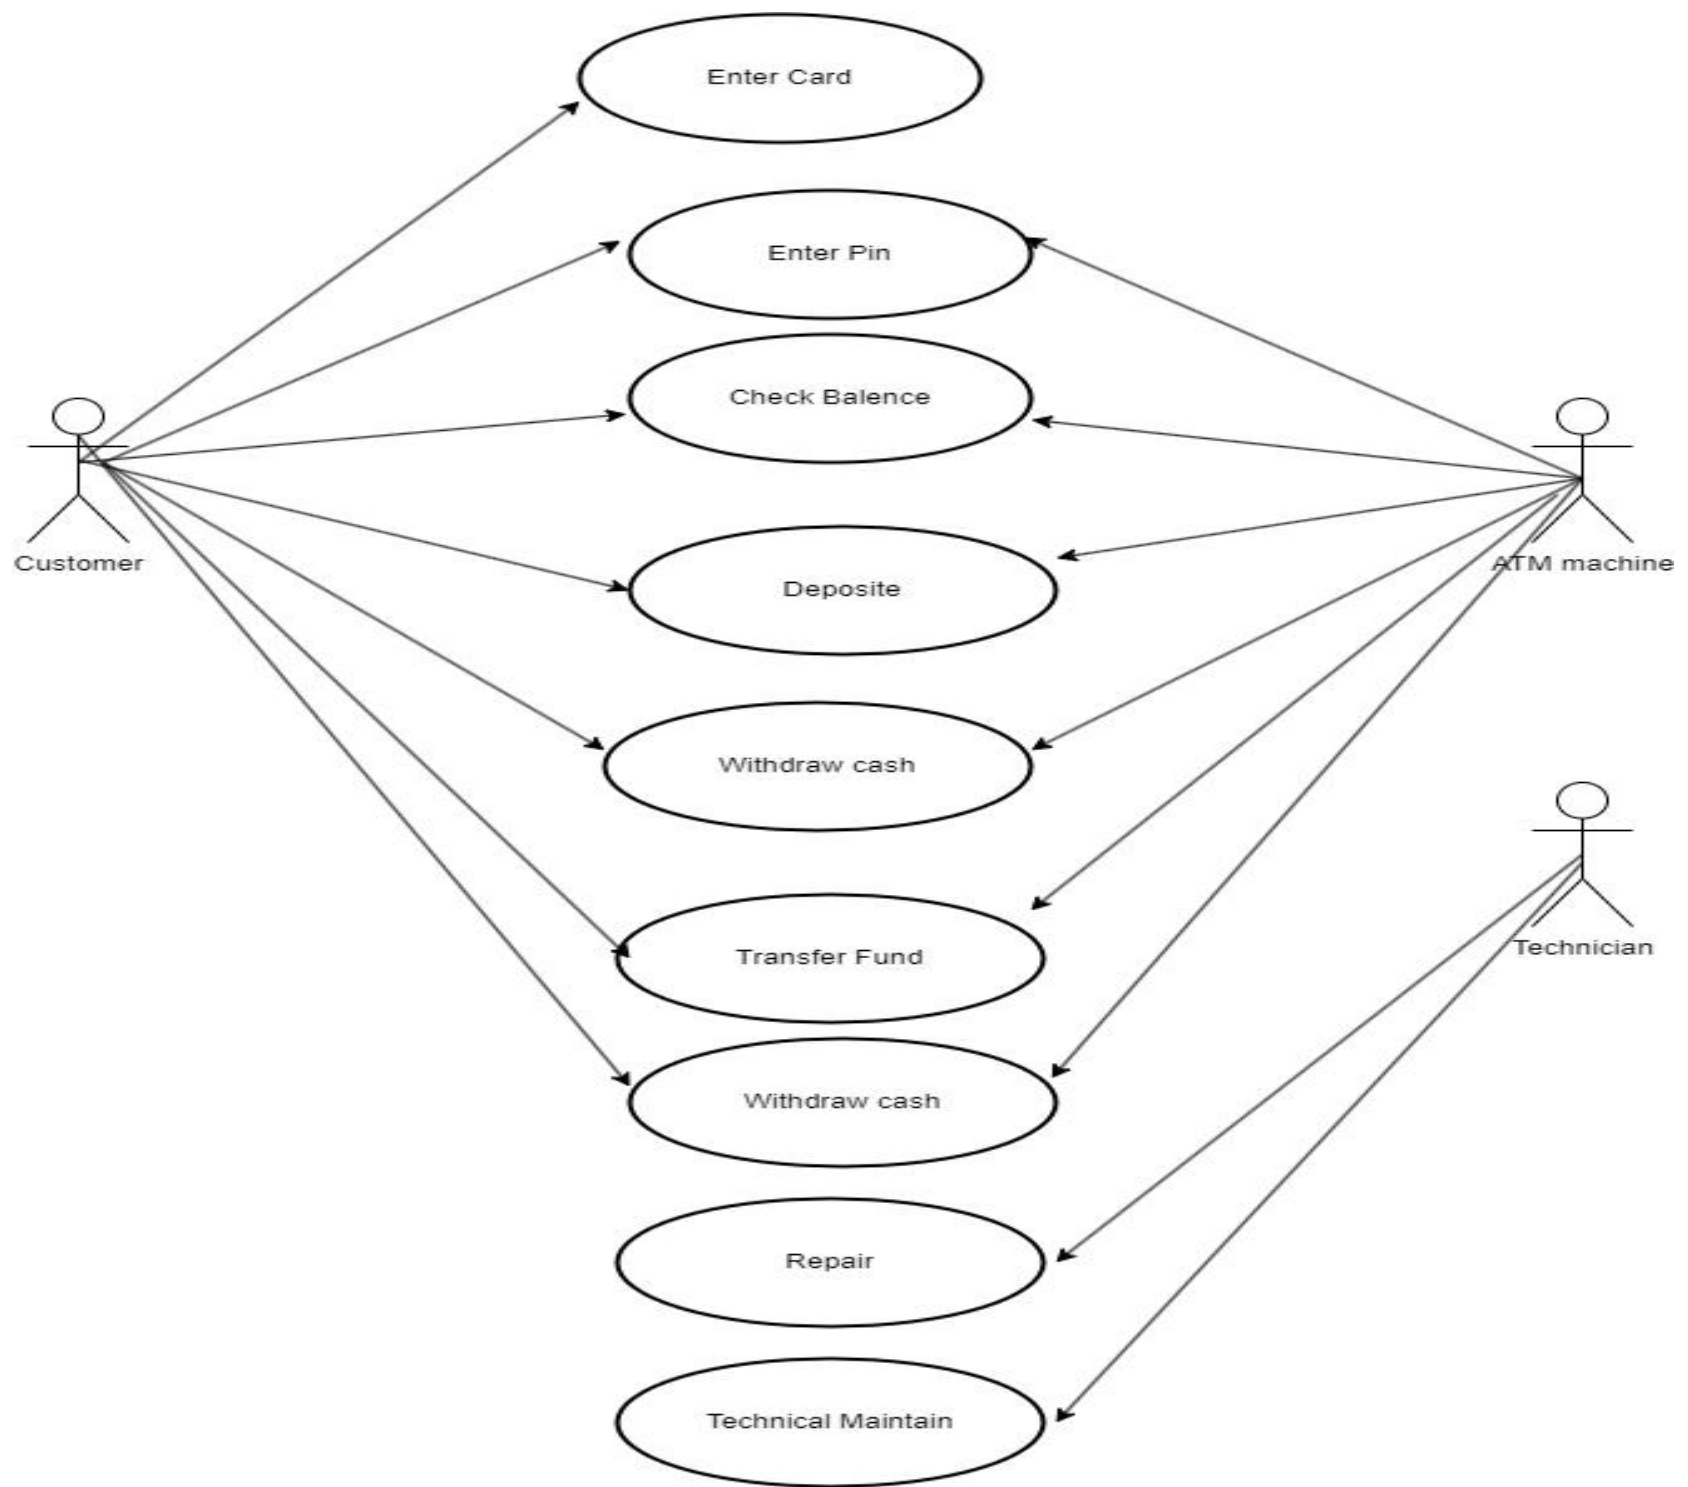 Enter Card
Enter Pin
Check Balence
Customer
ATM machine
Deposite
Withdraw cash
Technician
Transfer Fund
Withdraw cash
Repair
Technical Maintain